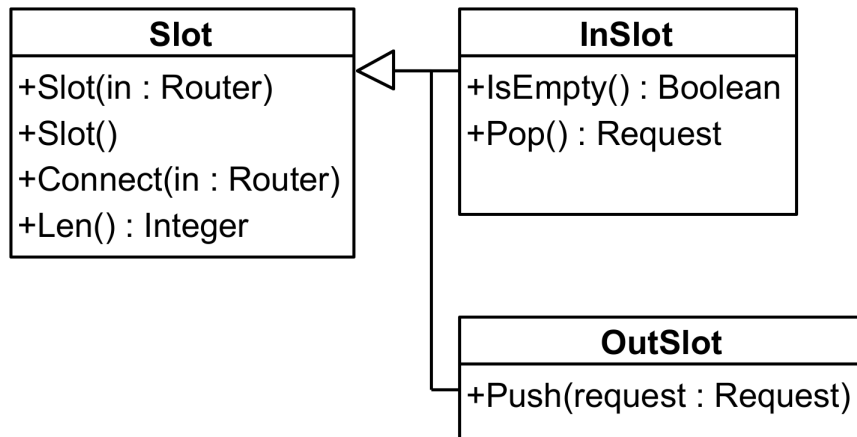 Slot
+Slot(in : Router)
+Slot()
+Connect(in : Router)
+Len() : Integer
InSlot
+IsEmpty() : Boolean
+Pop() : Request
OutSlot
+Push(request : Request)